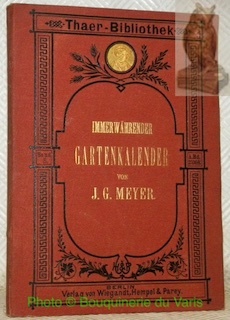 Thaer-Bibliothek
IMMERWÄHRENDER
GARTENKALENDER
VON
J. G. MEYER.
BERLIN
Verlag von Wiegandt, Hempel & Parey.
Photo © Bouquinerie du Varis